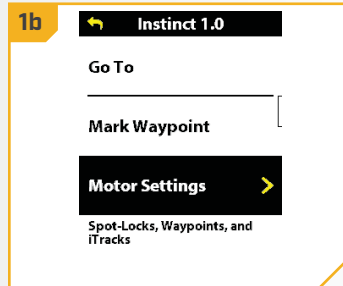 1b
Instinct 1.0
Go To
Mark Waypoint
Motor Settings
Spot-Locks, Waypoints, and
iTracks